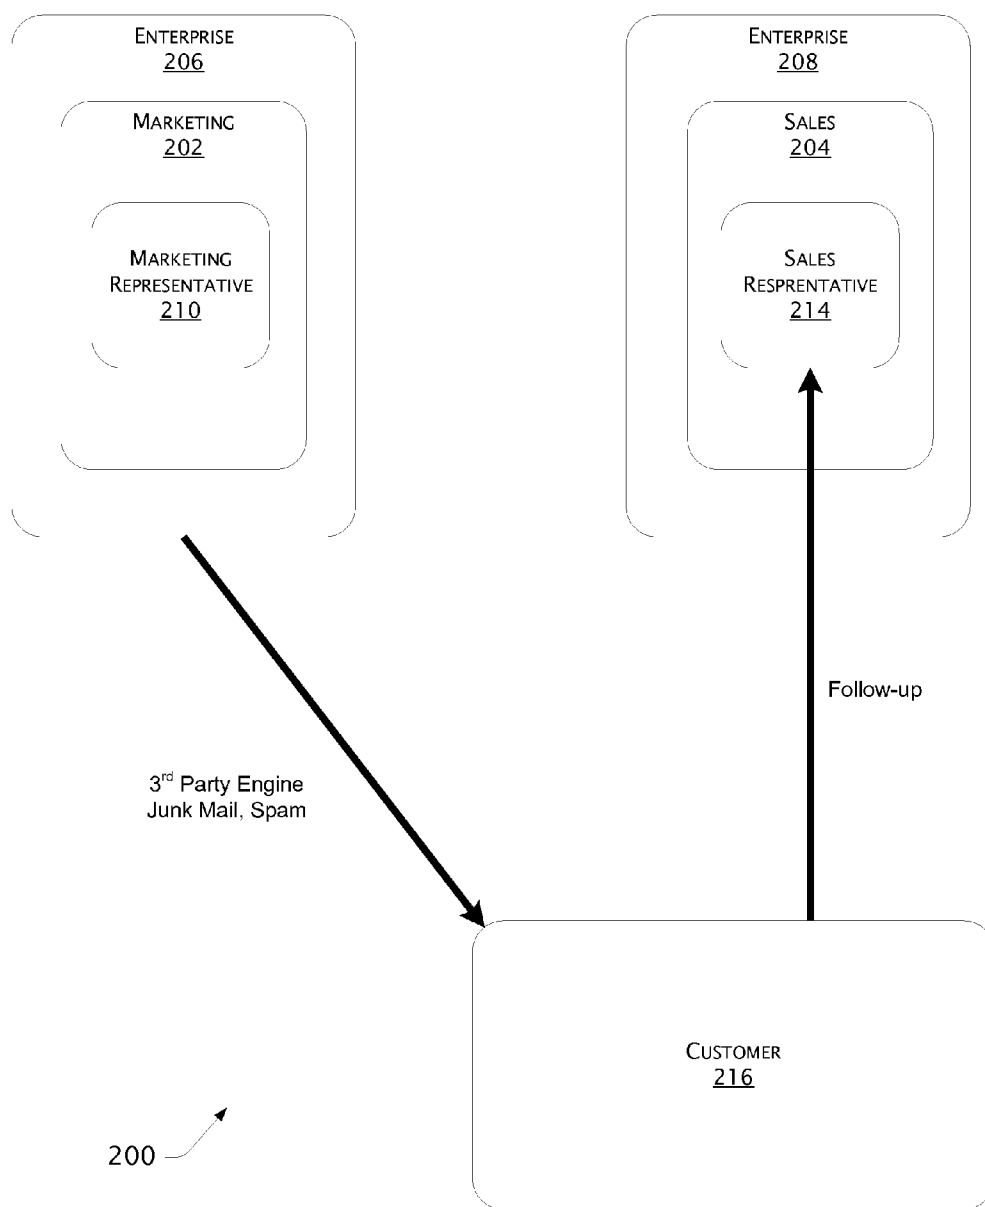 ENTERPRISE
206
MARKETING
202
MARKETING
REPRESENTATIVE
210
ENTERPRISE
208
SALES
204
SALES
RESPRENTATIVE
214
Follow-up
3rd Party Engine
Junk Mail, Spam
CUSTOMER
216
200